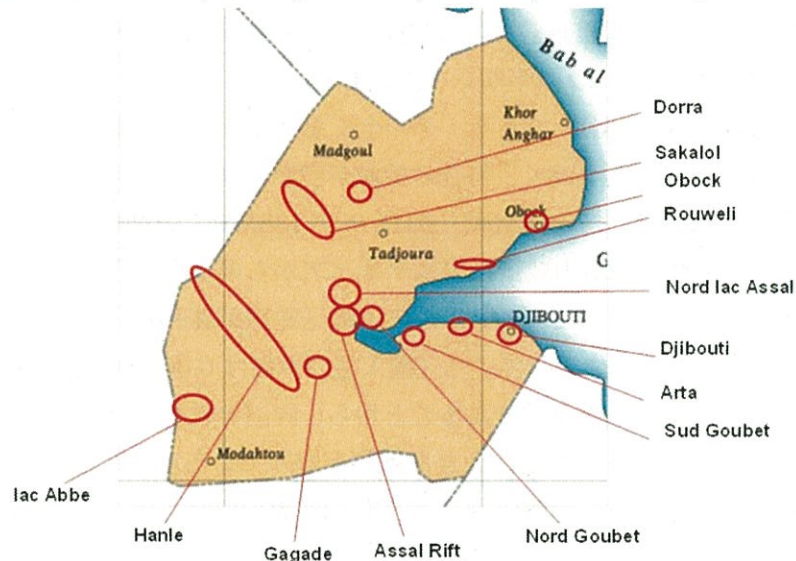 Bab al
Dorra
Khor
Anghar
Madgoul
Sakalol
Obock
Obock
Rouweli
Tadjoura
G
Nord lac Assal
DJIBOUTI
Djibouti
Arta
Sud Goubet
Modahtou
lac Abbe
Hanle
Gagade
Assal Rift
Nord Goubet